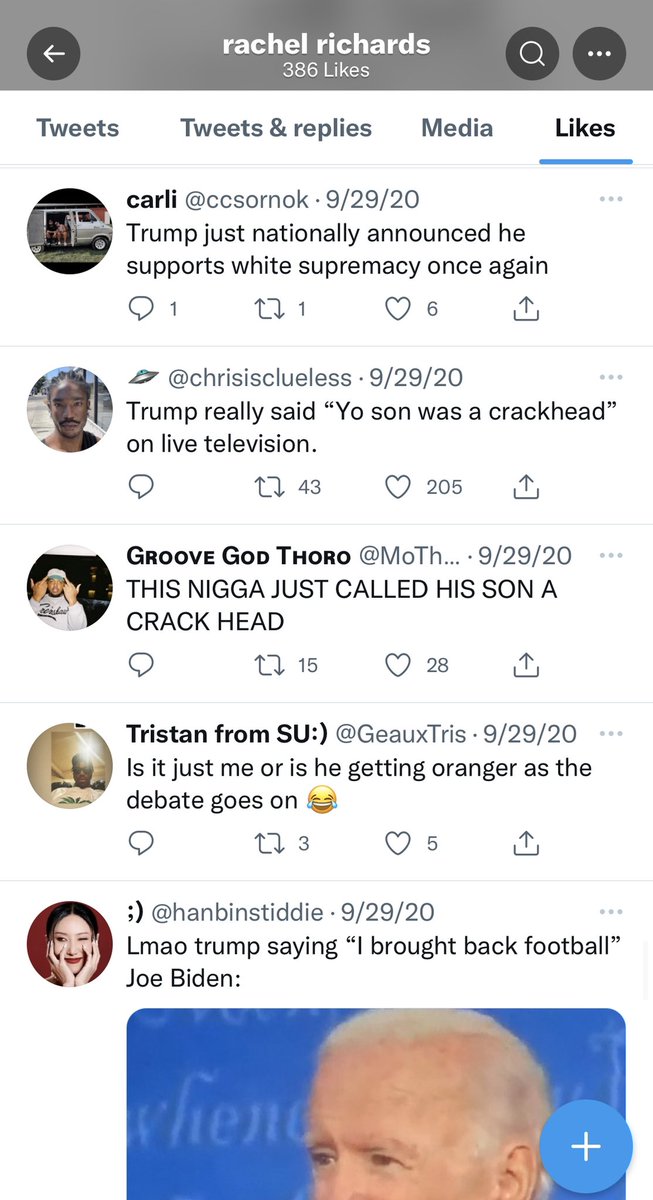 rachel richards
386 Likes
Tweets Tweets & replies Media Likes
carli @ccsornok · 9/29/20
Trump just nationally announced he
supports white supremacy once again
1 1 6
🛸 @chrisisclueless · 9/29/20
Trump really said “Yo son was a crackhead”
on live television.
43 205
Groove God Thoro @MoTh... · 9/29/20
THIS NIGGA JUST CALLED HIS SON A
CRACK HEAD
15 28
Tristan from SU:) @GeauxTris · 9/29/20
Is it just me or is he getting oranger as the
debate goes on 😂
3 5
;) @hanbinstiddie · 9/29/20
Lmao trump saying “I brought back football”
Joe Biden: